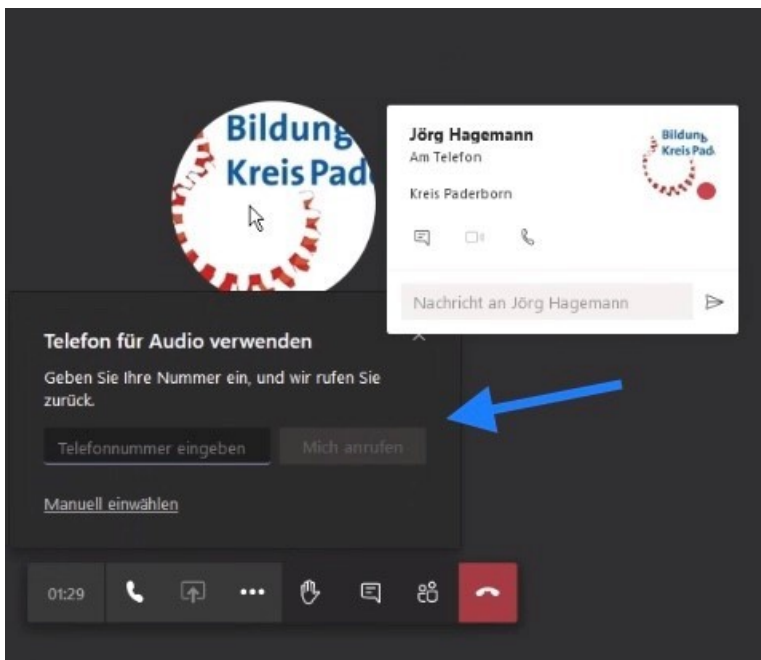 Bildung
Kreis Pad
Jörg Hagemann
Am Telefon
Kreis Paderborn
Bildung
Kreis Pad
Nachricht an Jörg Hagemann
Telefon für Audio verwenden
Geben Sie Ihre Nummer ein, und wir rufen Sie
zurück.
Telefonnummer eingeben
Mich anrufen
Manuell einwählen
01:29